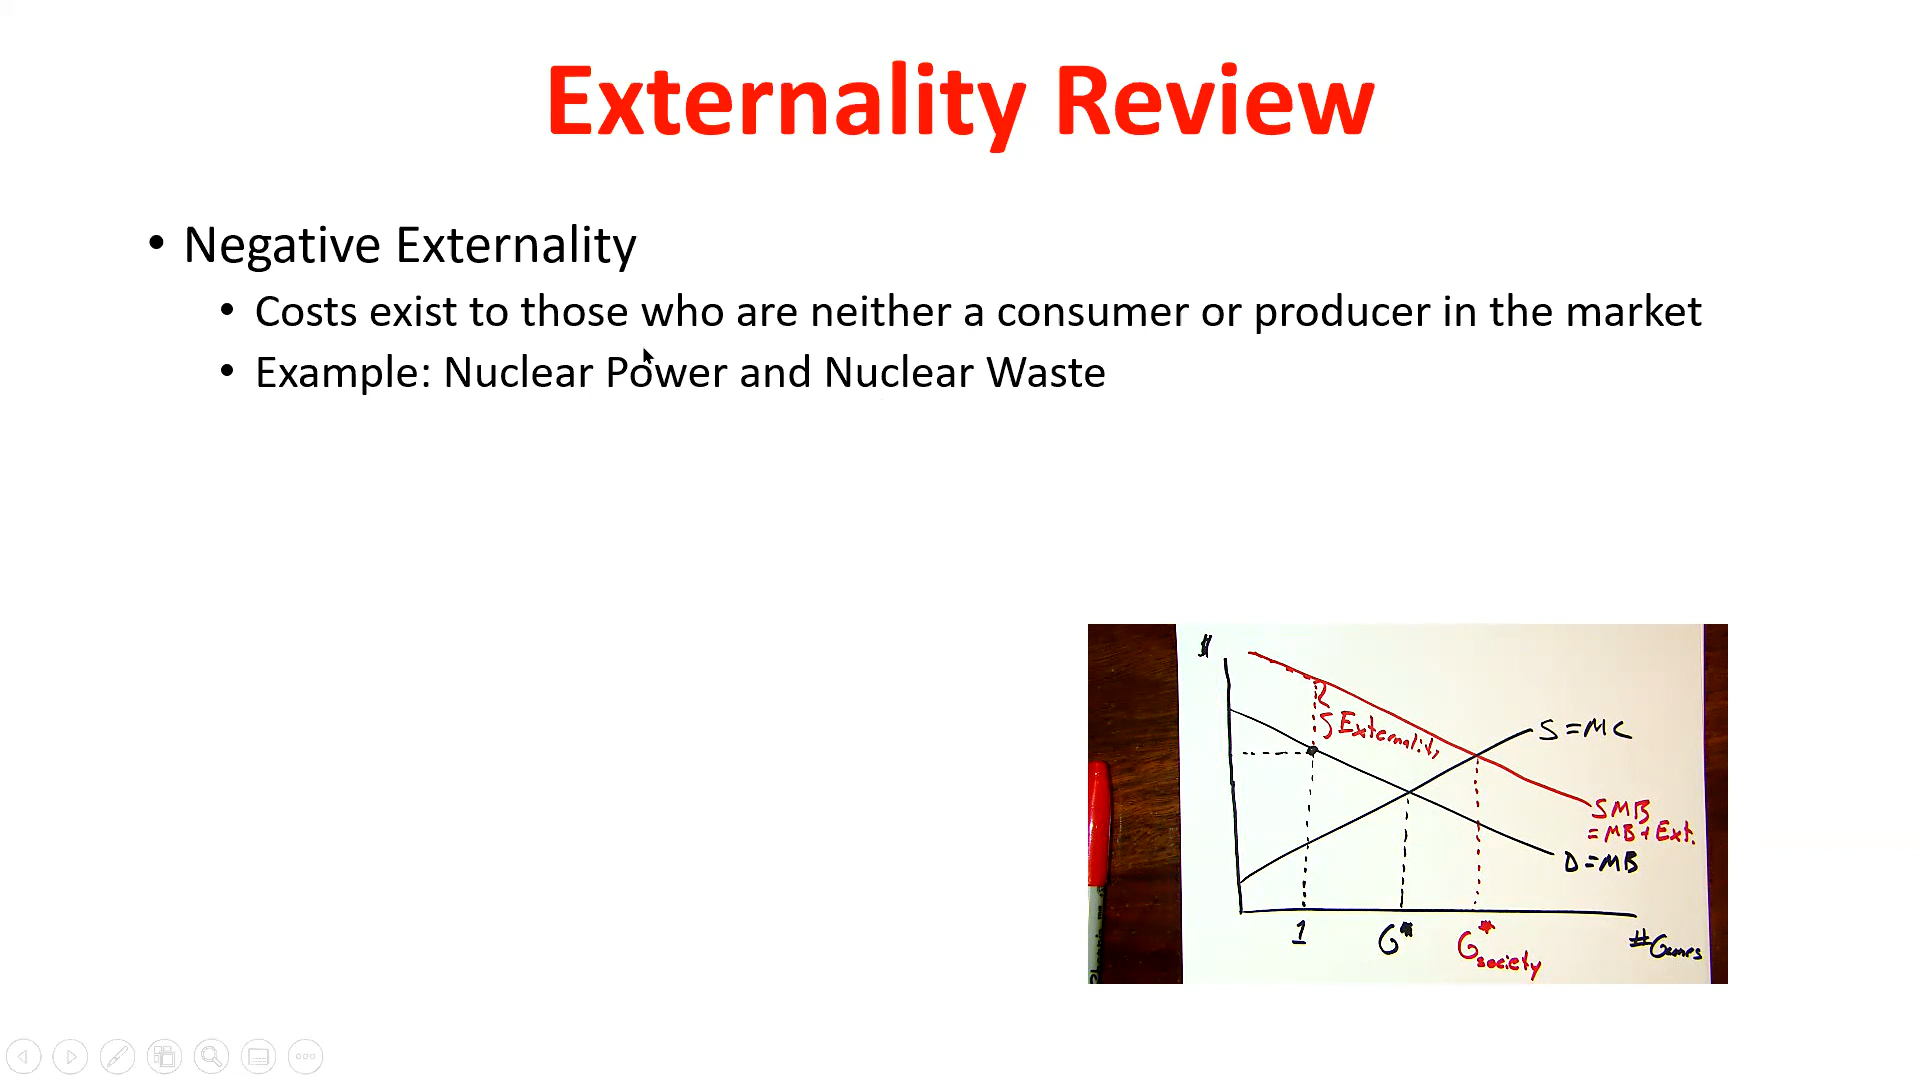 Externality Review
• Negative Externality
• Costs exist to those who are neither a consumer or producer in the market
• Example: Nuclear Power and Nuclear Waste
$
Externality
S = MC
SMB
= MB + Ext.
D = MB
1
G*
G*society
#Games